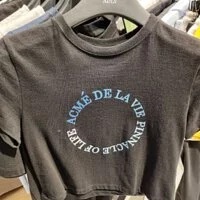 ACMÉ DE LA VIE PINNACLE OF LIFE